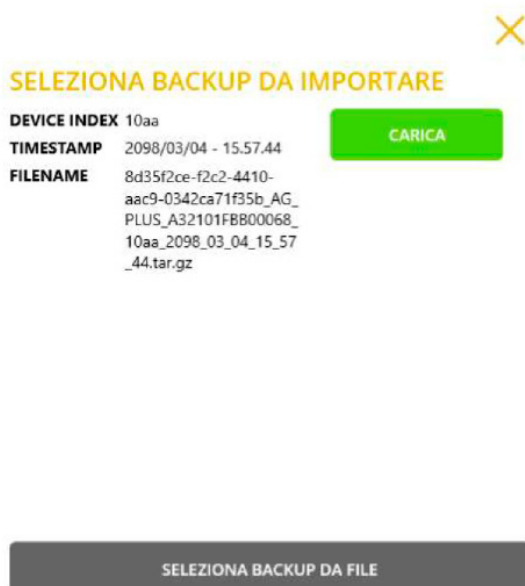 SELEZIONA BACKUP DA IMPORTARE
DEVICE INDEX 10aa
CARICA
TIMESTAMP 2098/03/04 - 15.57.44
FILENAME 8d35f2ce-f2c2-4410-
aac9-0342ca71f35b_AG_
PLUS_A32101FBB00068_
10aa_2098_03_04_15_57
_44.tar.gz
SELEZIONA BACKUP DA FILE